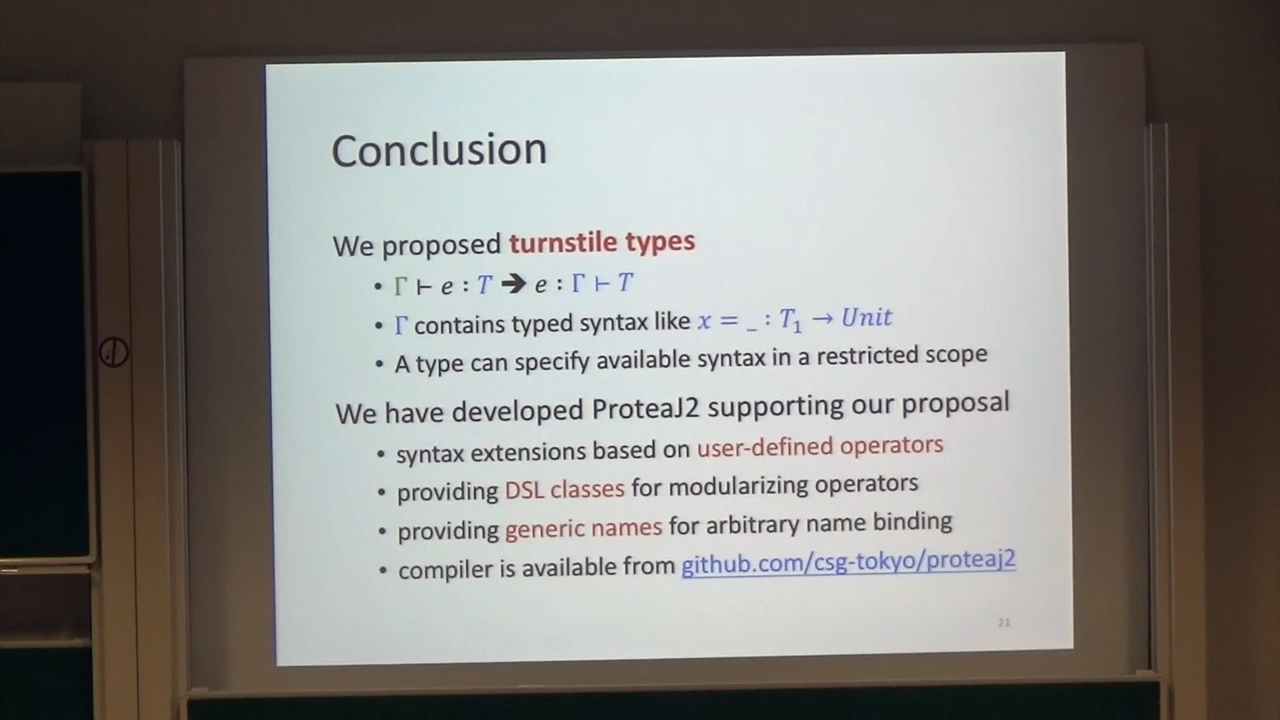 Conclusion
We proposed turnstile types
• Γ ⊢ e : T ➔ e : Γ ⊢ T
• Γ contains typed syntax like x = _ : T₁ → Unit
• A type can specify available syntax in a restricted scope
We have developed ProteaJ2 supporting our proposal
• syntax extensions based on user-defined operators
• providing DSL classes for modularizing operators
• providing generic names for arbitrary name binding
• compiler is available from github.com/csg-tokyo/proteaj2
21